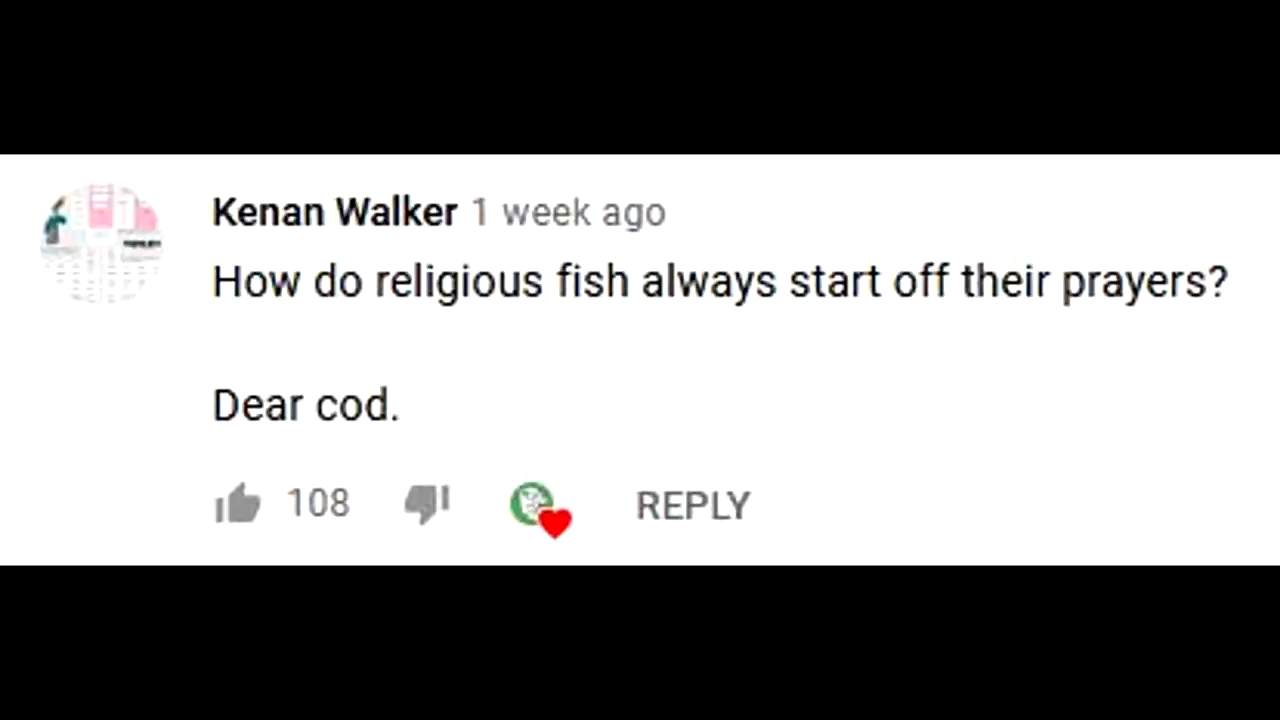 Kenan Walker 1 week ago
How do religious fish always start off their prayers?
Dear cod.
108 REPLY